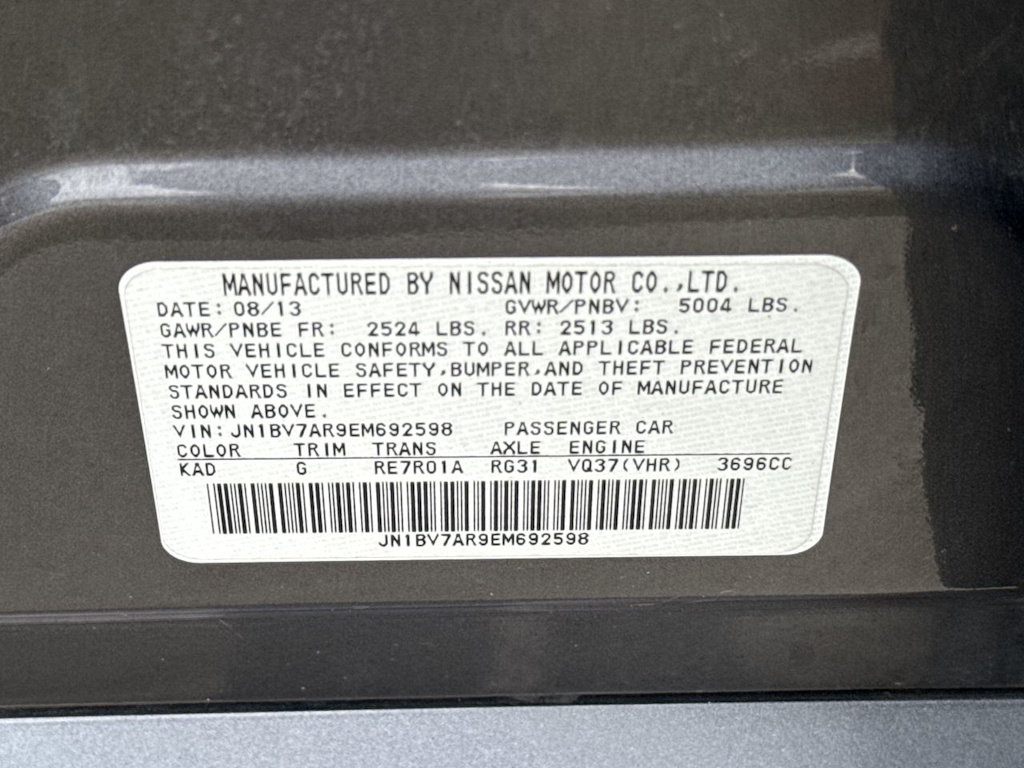 MANUFACTURED BY NISSAN MOTOR CO.,LTD.
DATE: 08/13 GVWR/PNBV: 5004 LBS.
GAWR/PNBE FR: 2524 LBS. RR: 2513 LBS.
THIS VEHICLE CONFORMS TO ALL APPLICABLE FEDERAL
MOTOR VEHICLE SAFETY,BUMPER,AND THEFT PREVENTION
STANDARDS IN EFFECT ON THE DATE OF MANUFACTURE
SHOWN ABOVE.
VIN:JN1BV7AR9EM692598 PASSENGER CAR
COLOR TRIM TRANS AXLE ENGINE
KAD G RE7R01A RG31 VQ37(VHR) 3696CC
JN1BV7AR9EM692598